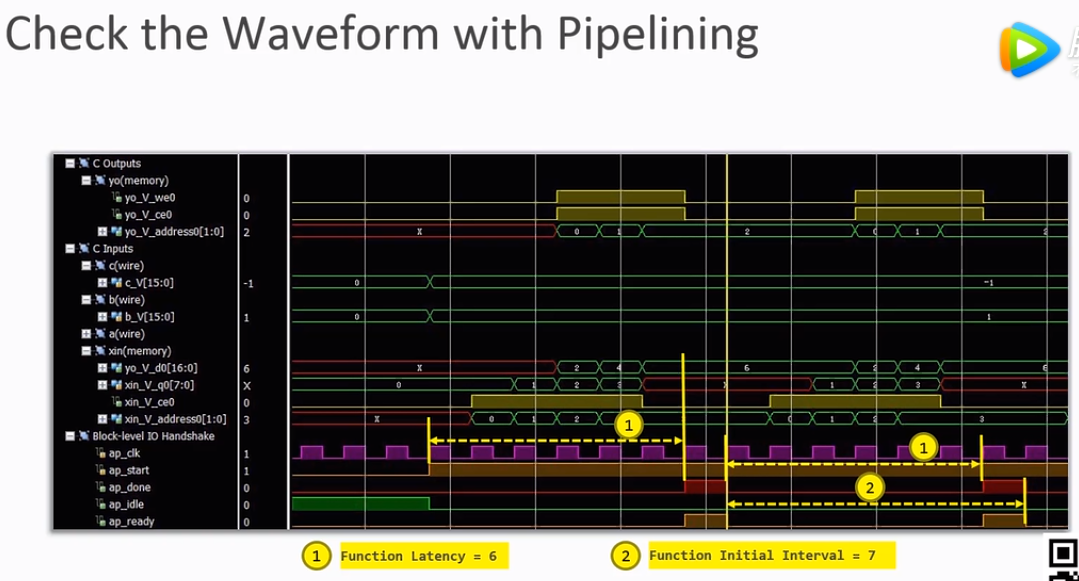 Check the Waveform with Pipelining
C Outputs
yo(memory)
yo_V_we0 0
yo_V_ce0 0
yo_V_address0[1:0] 2 X 0 1 2 0 1 2
C Inputs
c(wire)
c_V[15:0] -1 0 -1
b(wire)
b_V[15:0] 1 0 1
a(wire)
xin(memory)
yo_V_d0[16:0] 6 X 2 4 6 2 4 6
xin_V_q0[7:0] X 0 1 2 3 X 1 2 3 X
xin_V_ce0 0
xin_V_address0[1:0] 3 X 0 1 2 0 1 2 3
Block-level IO Handshake 1 1
ap_clk 1
ap_start 1
ap_done 0 2
ap_idle 0
ap_ready 0
1 Function Latency = 6 2 Function Initial Interval = 7